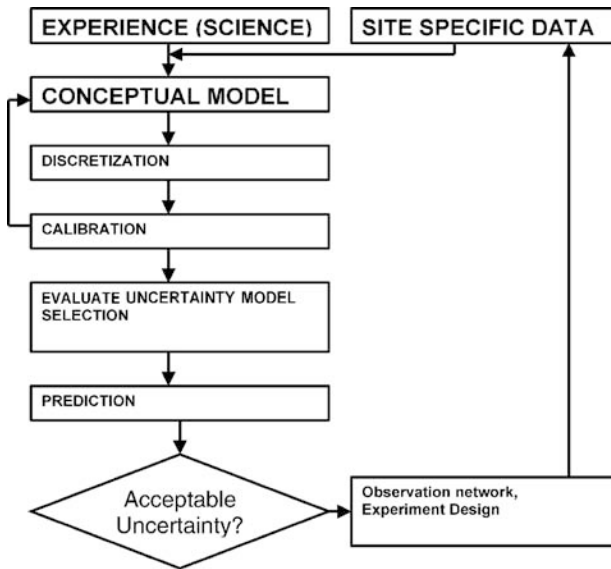 EXPERIENCE (SCIENCE)
SITE SPECIFIC DATA
CONCEPTUAL MODEL
DISCRETIZATION
CALIBRATION
EVALUATE UNCERTAINTY MODEL
SELECTION
PREDICTION
Acceptable
Uncertainty?
Observation network,
Experiment Design